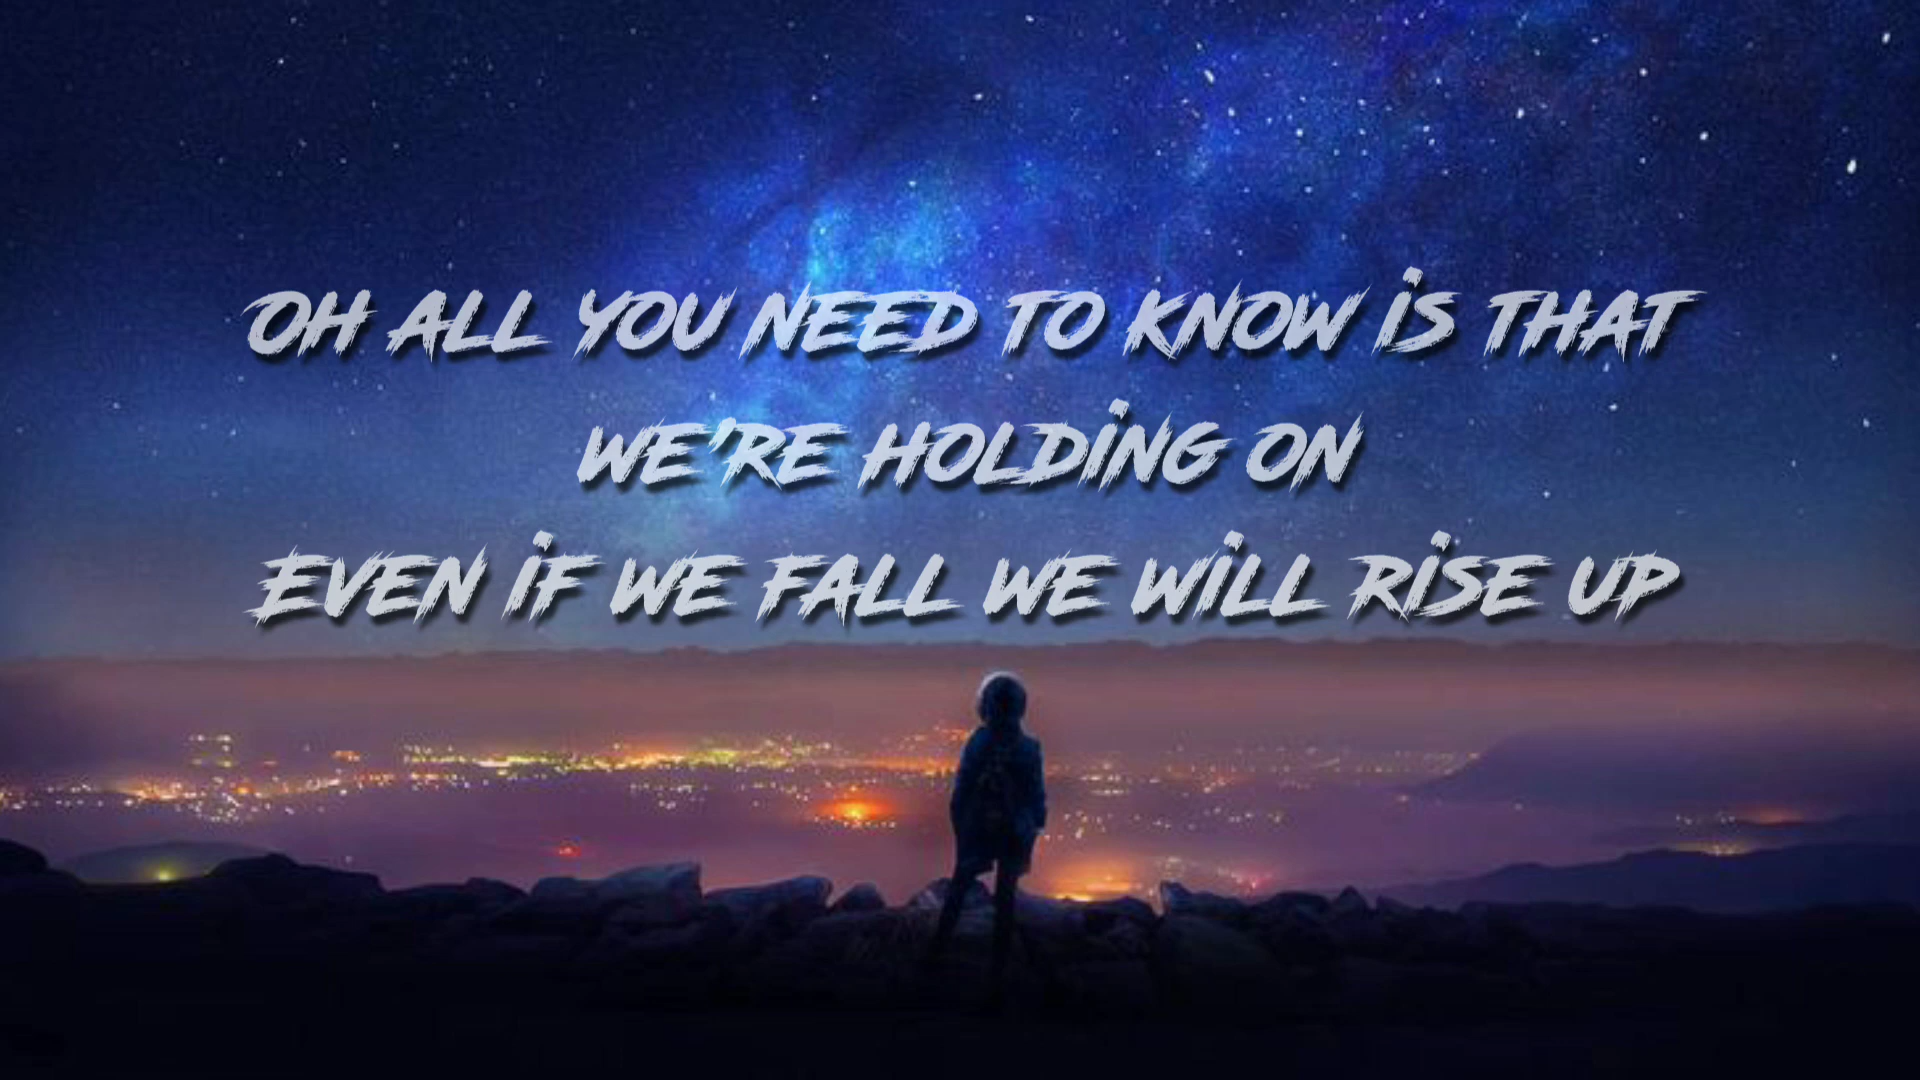 Oh all you need to know is that
we're holding on
Even if we fall we will rise up